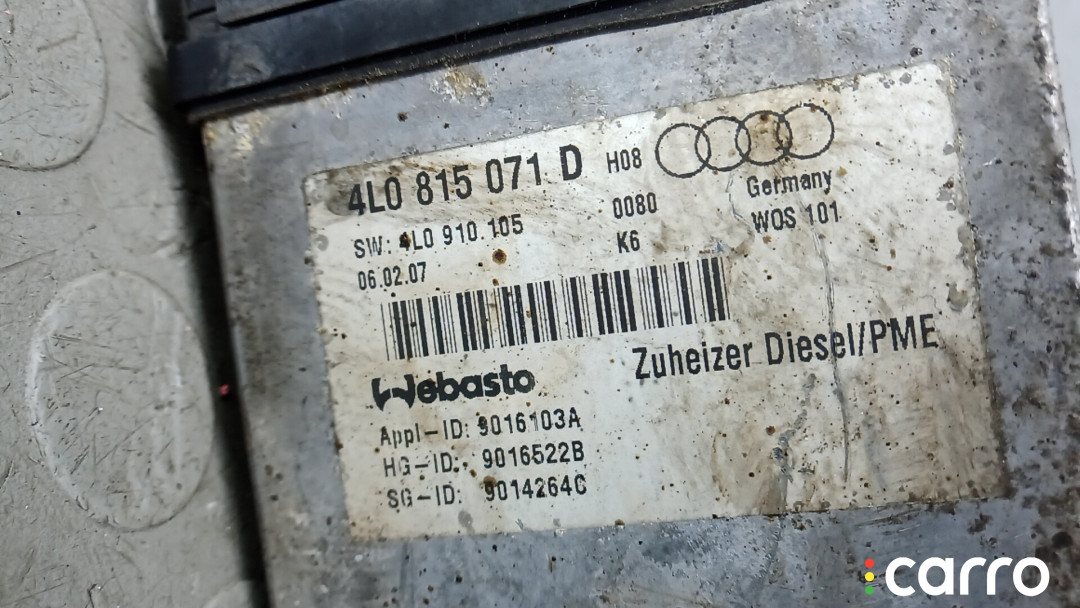 4L0 815 071 D H08
SW: 4L0 910.105 0080 Germany
06.02.07 K6 WOS 101
Webasto Zuheizer Diesel/PME
Appl-ID: 9016103A
HG-ID: 9016522B
SG-ID: 9014264C
carro